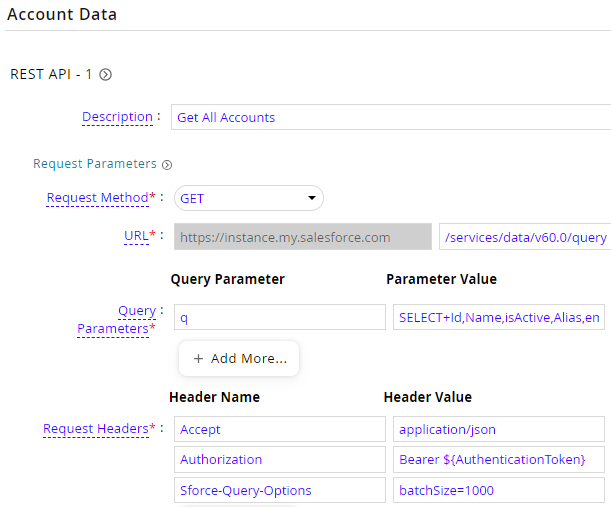 Account Data
REST API - 1
Description : Get All Accounts
Request Parameters
Request Method* : GET
URL* : https://instance.my.salesforce.com /services/data/v60.0/query
Query Parameter Parameter Value
Query Parameters* : q SELECT+Id,Name,isActive,Alias,en
+ Add More...
Header Name Header Value
Request Headers* : Accept application/json
Authorization Bearer ${AuthenticationToken}
Sforce-Query-Options batchSize=1000